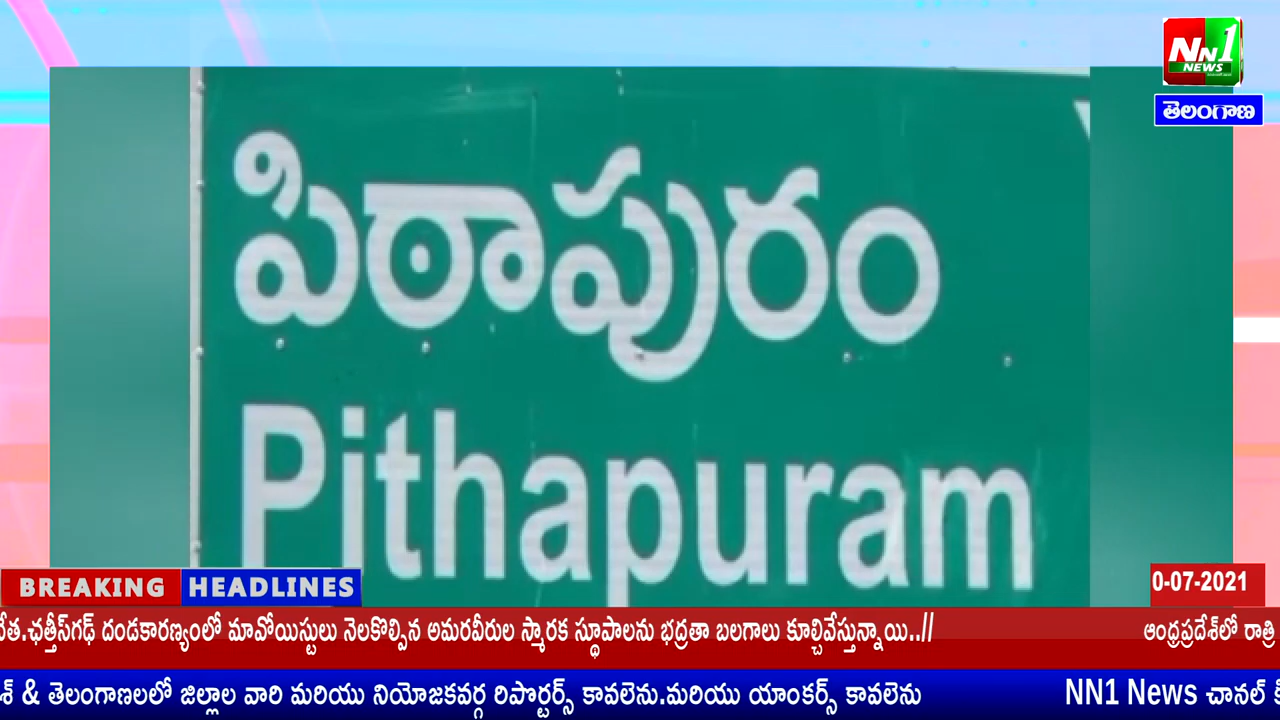 NN1
NEWS
తెలంగాణ
పిఠాపురం
Pithapuram
BREAKING HEADLINES
0-07-2021
ఛత్తీస్‌గఢ్ దండకారణ్యంలో మావోయిస్టులు నెలకొల్పిన అమరవీరుల స్మారక స్థూపాలను భద్రతా బలగాలు కూల్చివేస్తున్నాయి..// ఆంధ్రప్రదేశ్‌లో రాత్రి
& తెలంగాణలలో జిల్లాల వారి మరియు నియోజకవర్గ రిపొర్టర్స్ కావలెను.మరియు యాంకర్స్ కావలెను NN1 News చానల్